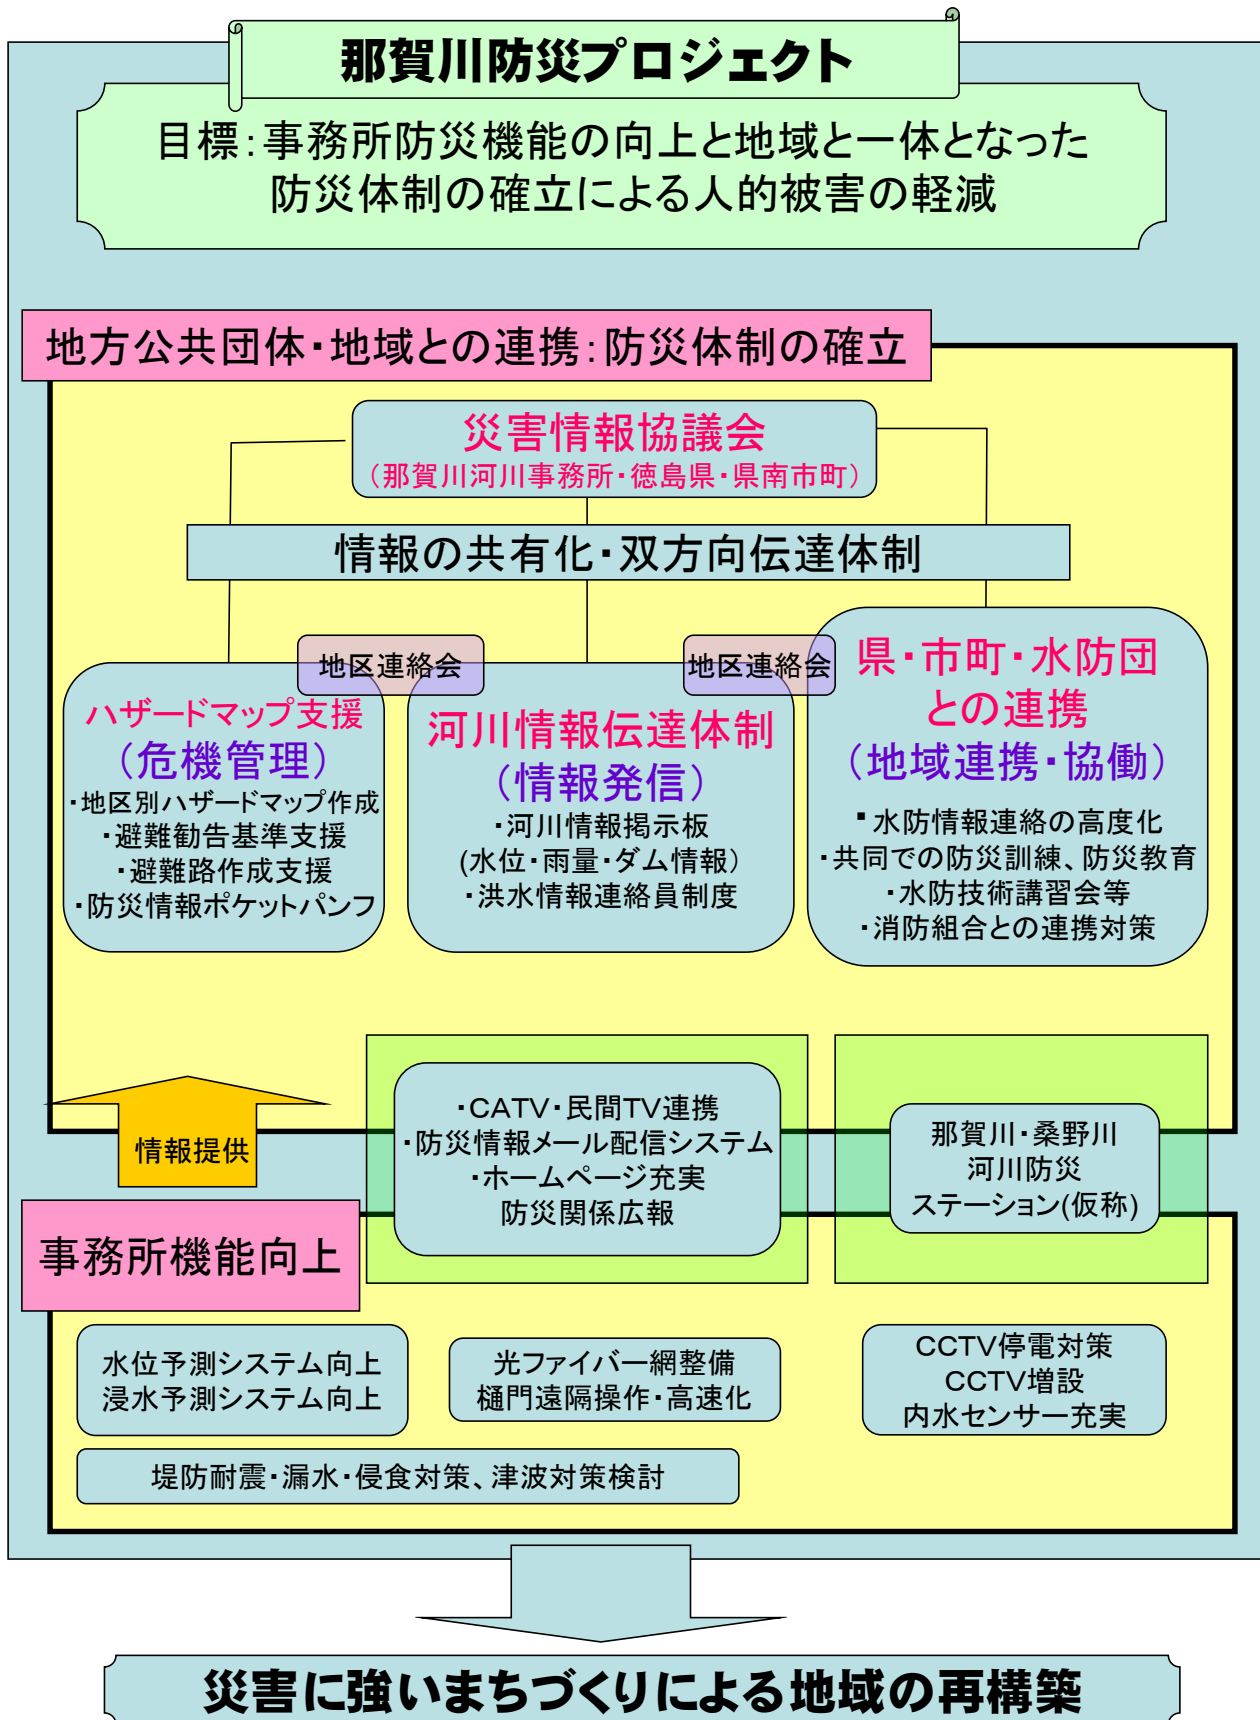 那賀川防災プロジェクト
目標：事務所防災機能の向上と地域と一体となった
防災体制の確立による人的被害の軽減
地方公共団体・地域との連携：防災体制の確立
災害情報協議会
（那賀川河川事務所・徳島県・県南市町）
情報の共有化・双方向伝達体制
地区連絡会
地区連絡会
ハザードマップ支援
（危機管理）
・地区別ハザードマップ作成
・避難勧告基準支援
・避難路作成支援
・防災情報ポケットパンフ
河川情報伝達体制
（情報発信）
・河川情報掲示板
(水位・雨量・ダム情報）
・洪水情報連絡員制度
県・市町・水防団
との連携
（地域連携・協働）
・水防情報連絡の高度化
・共同での防災訓練、防災教育
・水防技術講習会等
・消防組合との連携対策
情報提供
・CATV・民間TV連携
・防災情報メール配信システム
・ホームページ充実
防災関係広報
那賀川・桑野川
河川防災
ステーション(仮称)
事務所機能向上
水位予測システム向上
浸水予測システム向上
光ファイバー網整備
樋門遠隔操作・高速化
CCTV停電対策
CCTV増設
内水センサー充実
堤防耐震・漏水・侵食対策、津波対策検討
災害に強いまちづくりによる地域の再構築